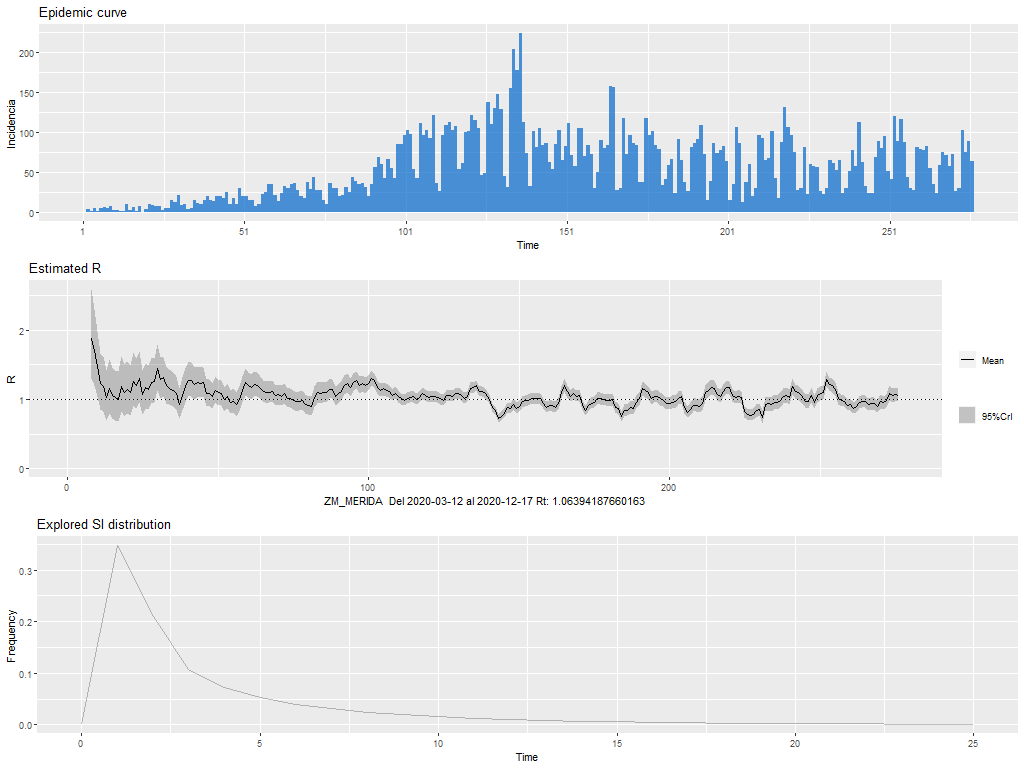 Epidemic curve
200
150
100
50
0
Incidencia
1 51 101 151 201 251
Time
Estimated R
2
1
0
R
0 100 200
Mean
95%CrI
ZM_MERIDA Del 2020-03-12 al 2020-12-17 Rt: 1.06394187660163
Explored SI distribution
0.3
0.2
0.1
0.0
Frequency
0 5 10 15 20 25
Time